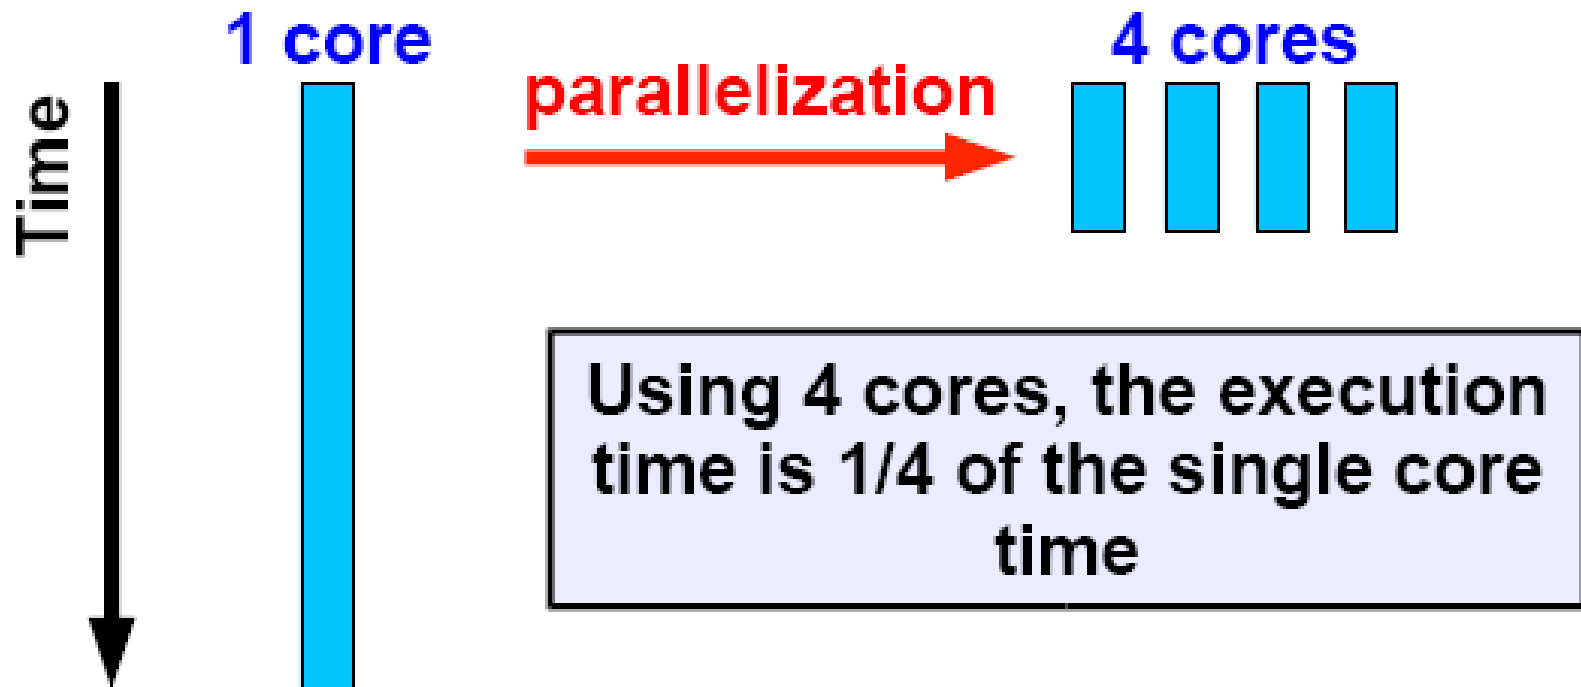 1 core
4 cores
parallelization
Time
Using 4 cores, the execution
time is 1/4 of the single core
time